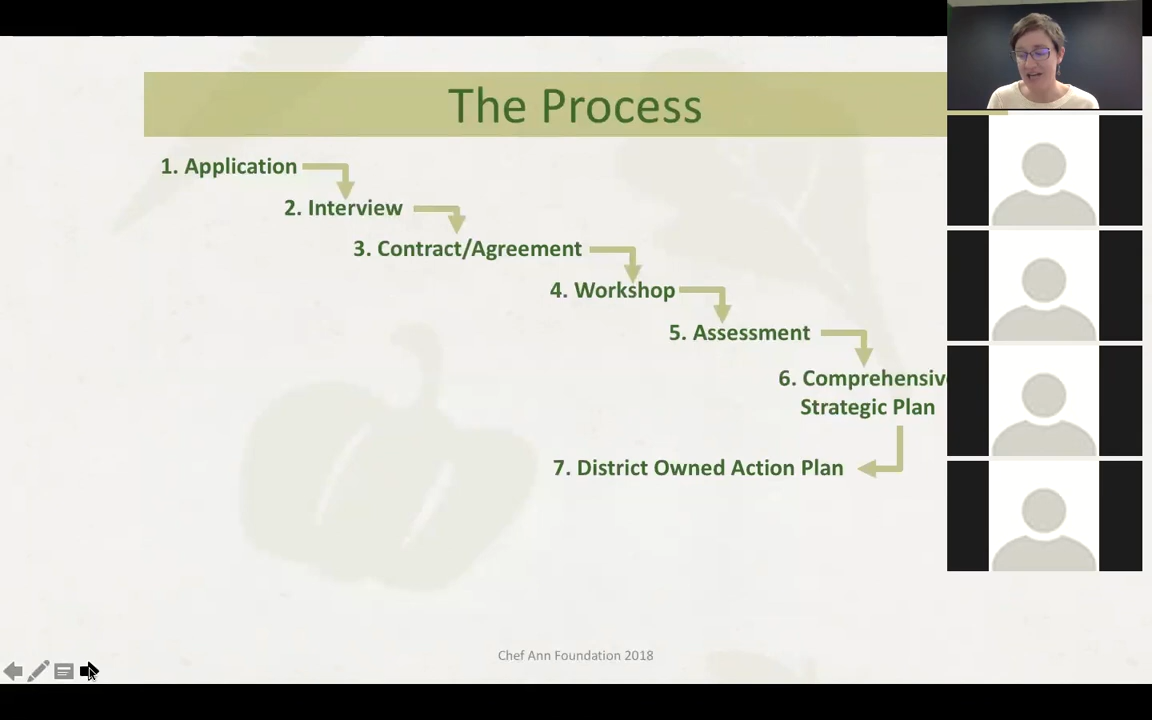 The Process
1. Application
2. Interview
3. Contract/Agreement
4. Workshop
5. Assessment
6. Comprehensiv
Strategic Plan
7. District Owned Action Plan
Chef Ann Foundation 2018